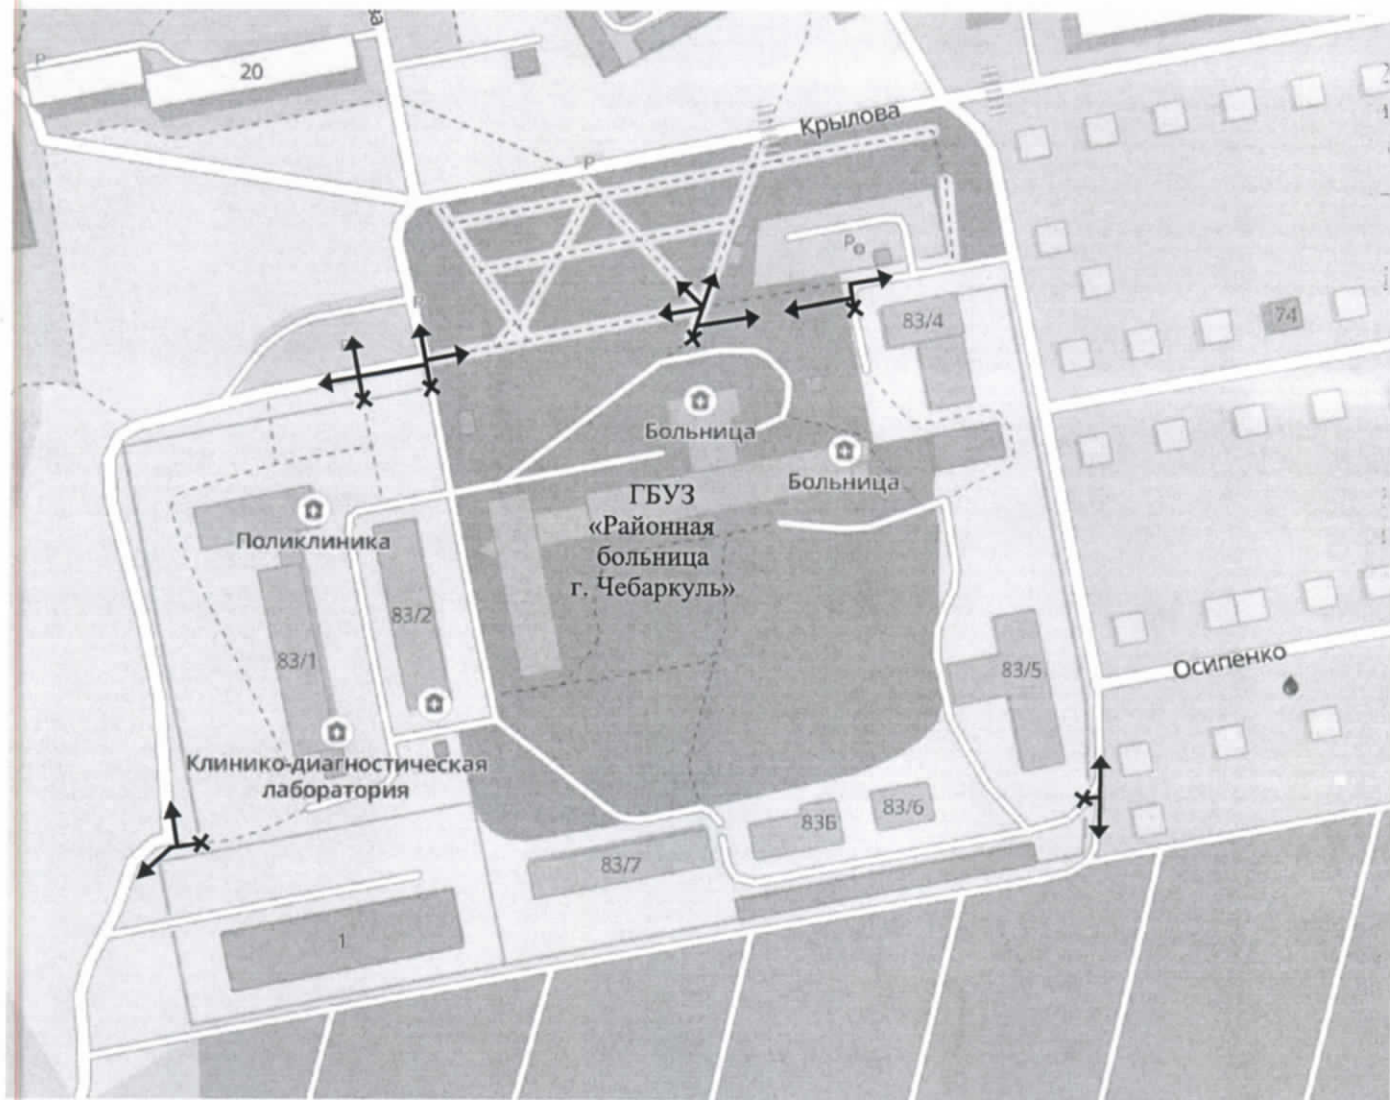 20
Крылова
Р
Р
Р
83/4
74
Больница
Больница
ГБУЗ
«Районная
больница
г. Чебаркуль»
Поликлиника
83/2
83/1
83/5
Осипенко
Клинико-диагностическая
лаборатория
83Б
83/6
83/7
1